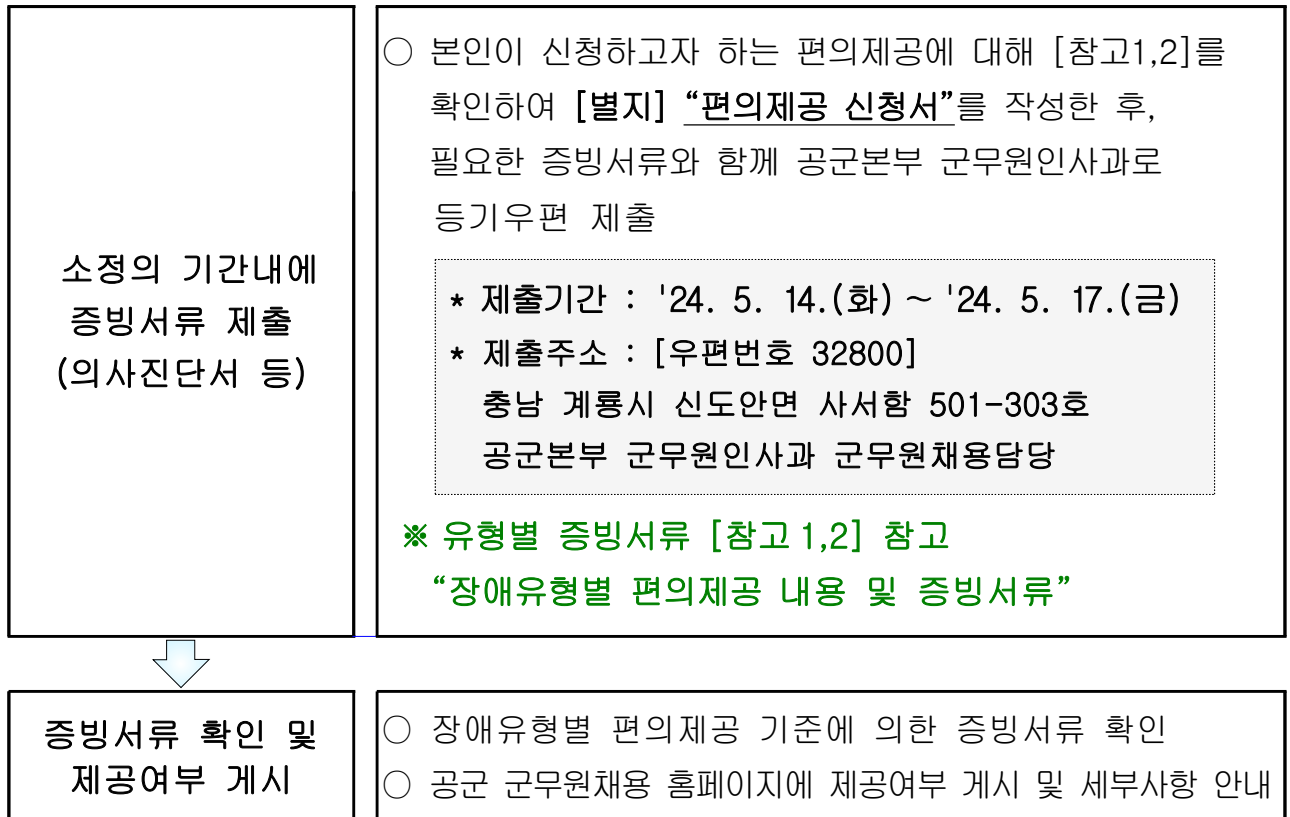 소정의 기간내에
증빙서류 제출
(의사진단서 등)
○ 본인이 신청하고자 하는 편의제공에 대해 [참고1,2]를
확인하여 [별지] “편의제공 신청서”를 작성한 후,
필요한 증빙서류와 함께 공군본부 군무원인사과로
등기우편 제출
* 제출기간 : '24. 5. 14.(화) ~ '24. 5. 17.(금)
* 제출주소 : [우편번호 32800]
충남 계룡시 신도안면 사서함 501-303호
공군본부 군무원인사과 군무원채용담당
※ 유형별 증빙서류 [참고 1,2] 참고
“장애유형별 편의제공 내용 및 증빙서류”
증빙서류 확인 및
제공여부 게시
○ 장애유형별 편의제공 기준에 의한 증빙서류 확인
○ 공군 군무원채용 홈페이지에 제공여부 게시 및 세부사항 안내